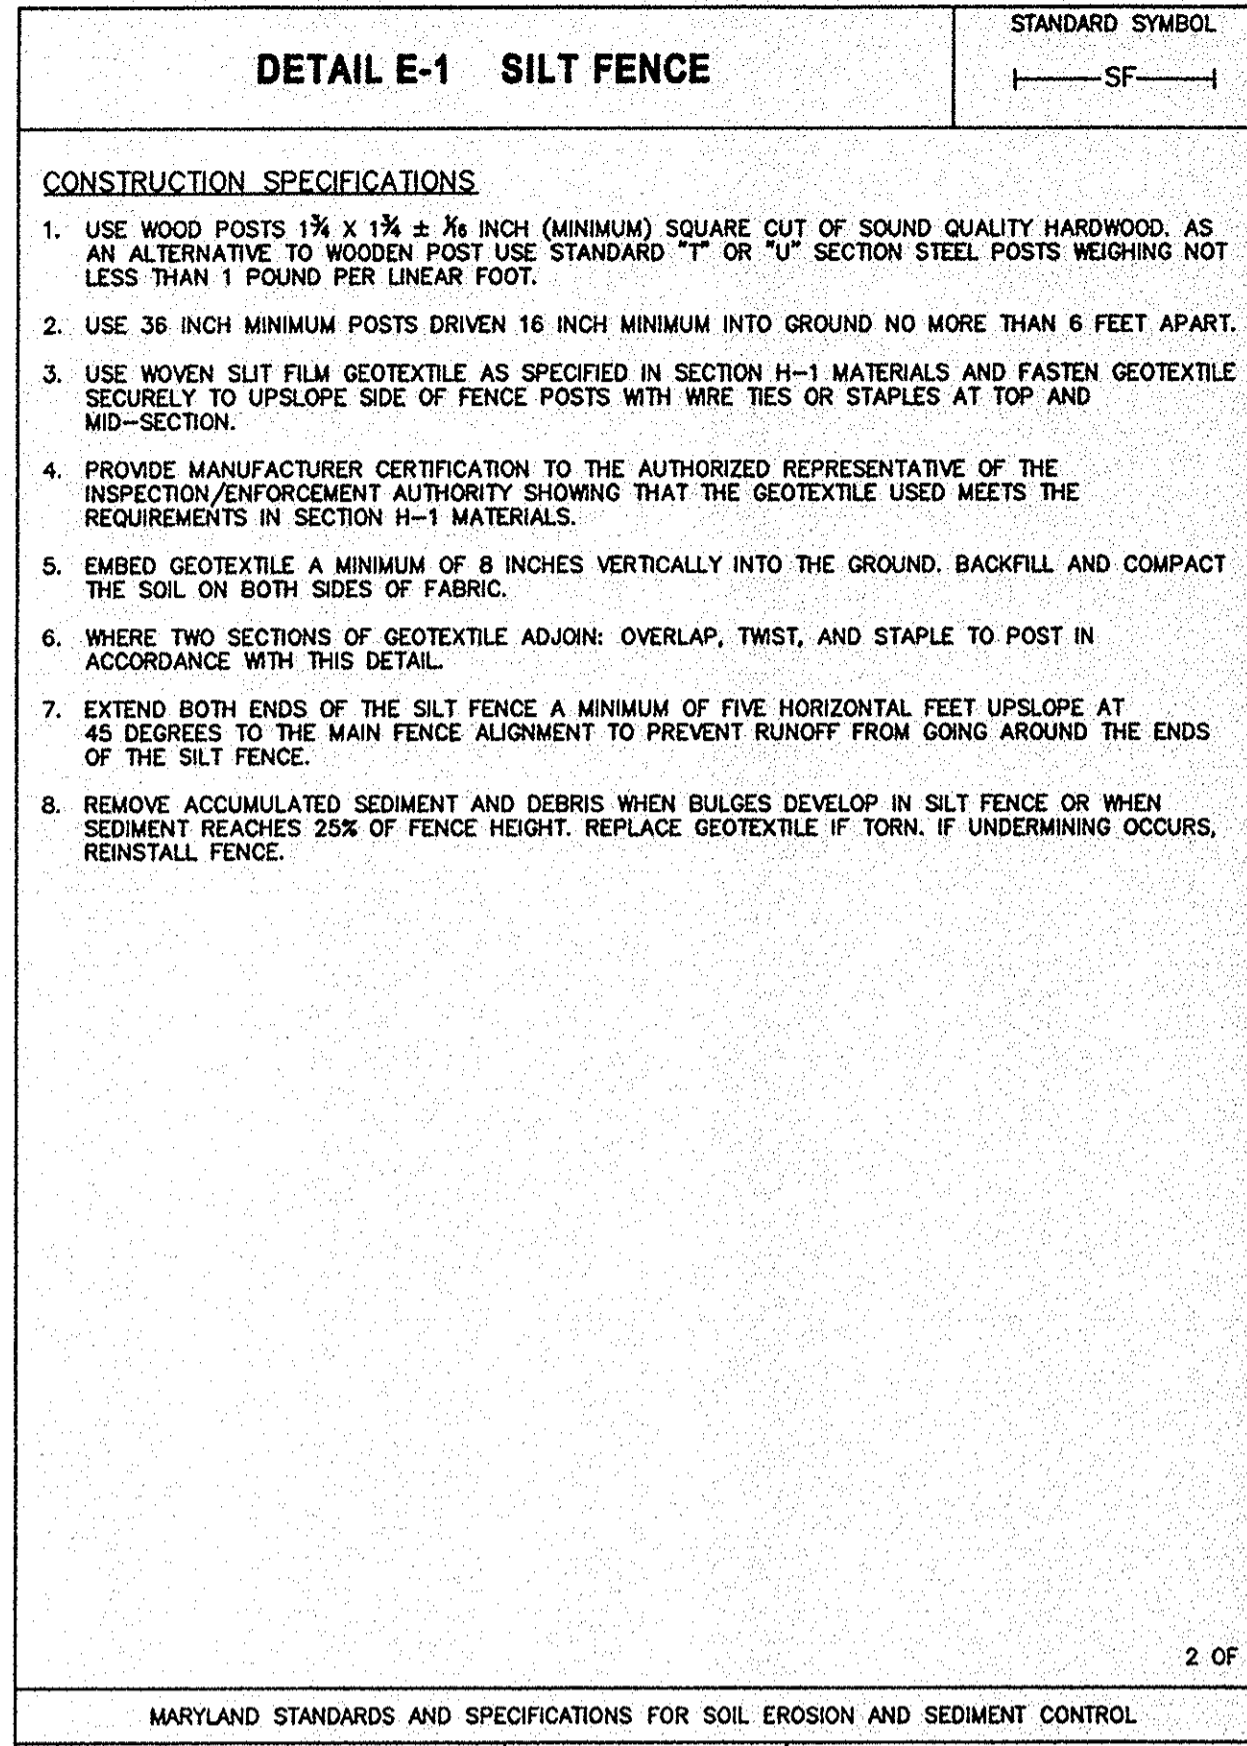 DETAIL E-1 SILT FENCE
STANDARD SYMBOL
SF
CONSTRUCTION SPECIFICATIONS
1. USE WOOD POSTS 1¾ X 1¾ ± 1⁄16 INCH (MINIMUM) SQUARE CUT OF SOUND QUALITY HARDWOOD. AS
AN ALTERNATIVE TO WOODEN POST USE STANDARD "T" OR "U" SECTION STEEL POSTS WEIGHING NOT
LESS THAN 1 POUND PER LINEAR FOOT.
2. USE 36 INCH MINIMUM POSTS DRIVEN 16 INCH MINIMUM INTO GROUND NO MORE THAN 6 FEET APART.
3. USE WOVEN SLIT FILM GEOTEXTILE AS SPECIFIED IN SECTION H-1 MATERIALS AND FASTEN GEOTEXTILE
SECURELY TO UPSLOPE SIDE OF FENCE POSTS WITH WIRE TIES OR STAPLES AT TOP AND
MID-SECTION.
4. PROVIDE MANUFACTURER CERTIFICATION TO THE AUTHORIZED REPRESENTATIVE OF THE
INSPECTION/ENFORCEMENT AUTHORITY SHOWING THAT THE GEOTEXTILE USED MEETS THE
REQUIREMENTS IN SECTION H-1 MATERIALS.
5. EMBED GEOTEXTILE A MINIMUM OF 8 INCHES VERTICALLY INTO THE GROUND. BACKFILL AND COMPACT
THE SOIL ON BOTH SIDES OF FABRIC.
6. WHERE TWO SECTIONS OF GEOTEXTILE ADJOIN: OVERLAP, TWIST, AND STAPLE TO POST IN
ACCORDANCE WITH THIS DETAIL.
7. EXTEND BOTH ENDS OF THE SILT FENCE A MINIMUM OF FIVE HORIZONTAL FEET UPSLOPE AT
45 DEGREES TO THE MAIN FENCE ALIGNMENT TO PREVENT RUNOFF FROM GOING AROUND THE ENDS
OF THE SILT FENCE.
8. REMOVE ACCUMULATED SEDIMENT AND DEBRIS WHEN BULGES DEVELOP IN SILT FENCE OR WHEN
SEDIMENT REACHES 25% OF FENCE HEIGHT. REPLACE GEOTEXTILE IF TORN. IF UNDERMINING OCCURS,
REINSTALL FENCE.
2 OF
MARYLAND STANDARDS AND SPECIFICATIONS FOR SOIL EROSION AND SEDIMENT CONTROL